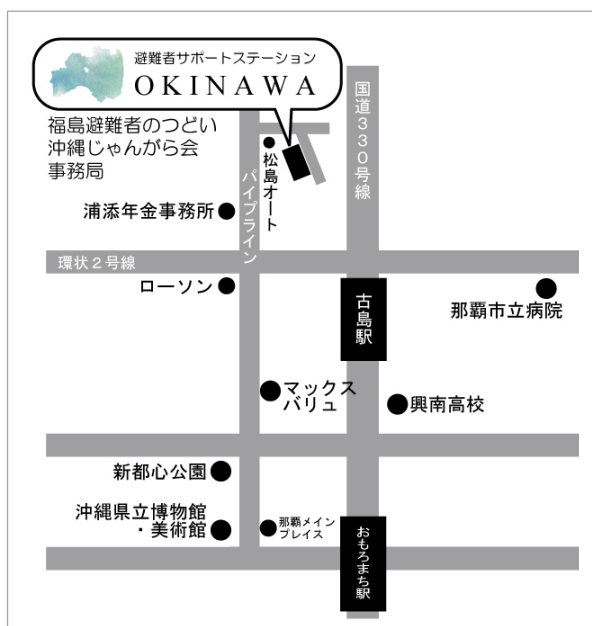 避難者サポートステーション
OKINAWA
福島避難者のつどい
沖縄じゃんがら会
事務局
国道330号線
松島オート
パイプライン
浦添年金事務所
環状2号線
ローソン
古島駅
那覇市立病院
マックス
バリュ
興南高校
新都心公園
沖縄県立博物館
・美術館
那覇メイン
プレイス
おもろまち駅